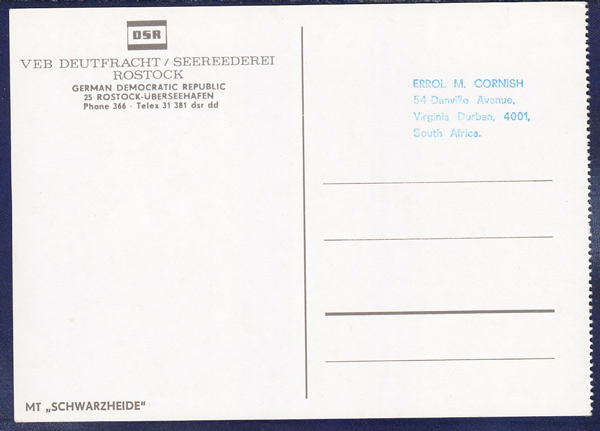 DSR
VEB DEUTFRACHT / SEEREEDEREI
ROSTOCK
GERMAN DEMOCRATIC REPUBLIC
25 ROSTOCK-ÜBERSEEHAFEN
Phone 366 · Telex 31 381 dsr dd
ERROL M. CORNISH
54 Danville Avenue,
Virginia Durban, 4001,
South Africa.
MT „SCHWARZHEIDE"